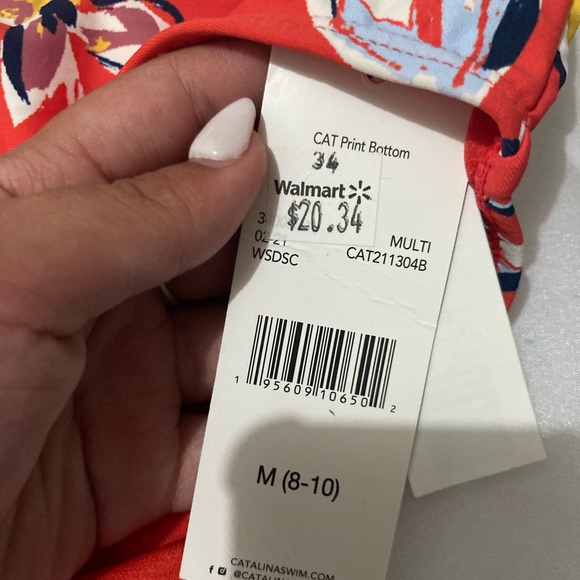 CAT Print Bottom
34
Walmart
$20.34
02-21
MULTI
WSDSC
CAT211304B
1 95609 10650 2
M (8-10)
CATALINASWIM.COM